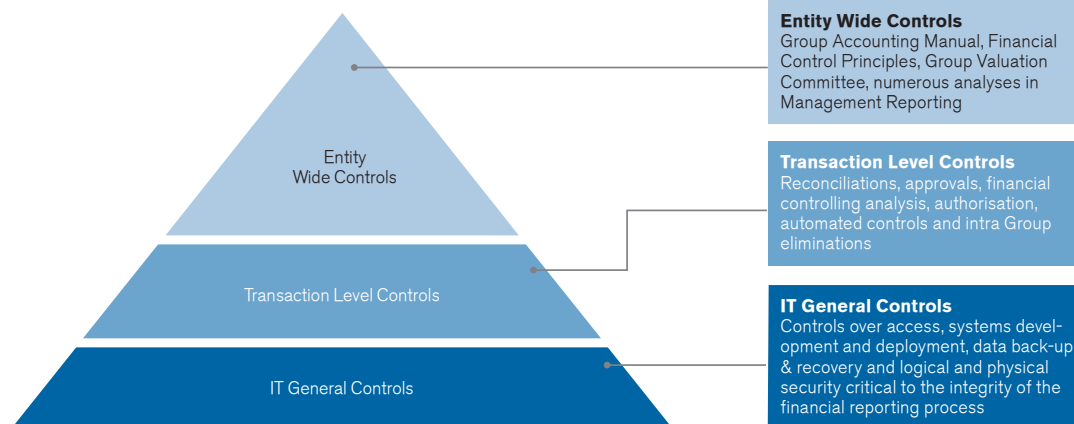 Entity
Wide Controls
Transaction Level Controls
IT General Controls
Entity Wide Controls
Group Accounting Manual, Financial
Control Principles, Group Valuation
Committee, numerous analyses in
Management Reporting
Transaction Level Controls
Reconciliations, approvals, financial
controlling analysis, authorisation,
automated controls and intra Group
eliminations
IT General Controls
Controls over access, systems devel-
opment and deployment, data back-up
& recovery and logical and physical
security critical to the integrity of the
financial reporting process